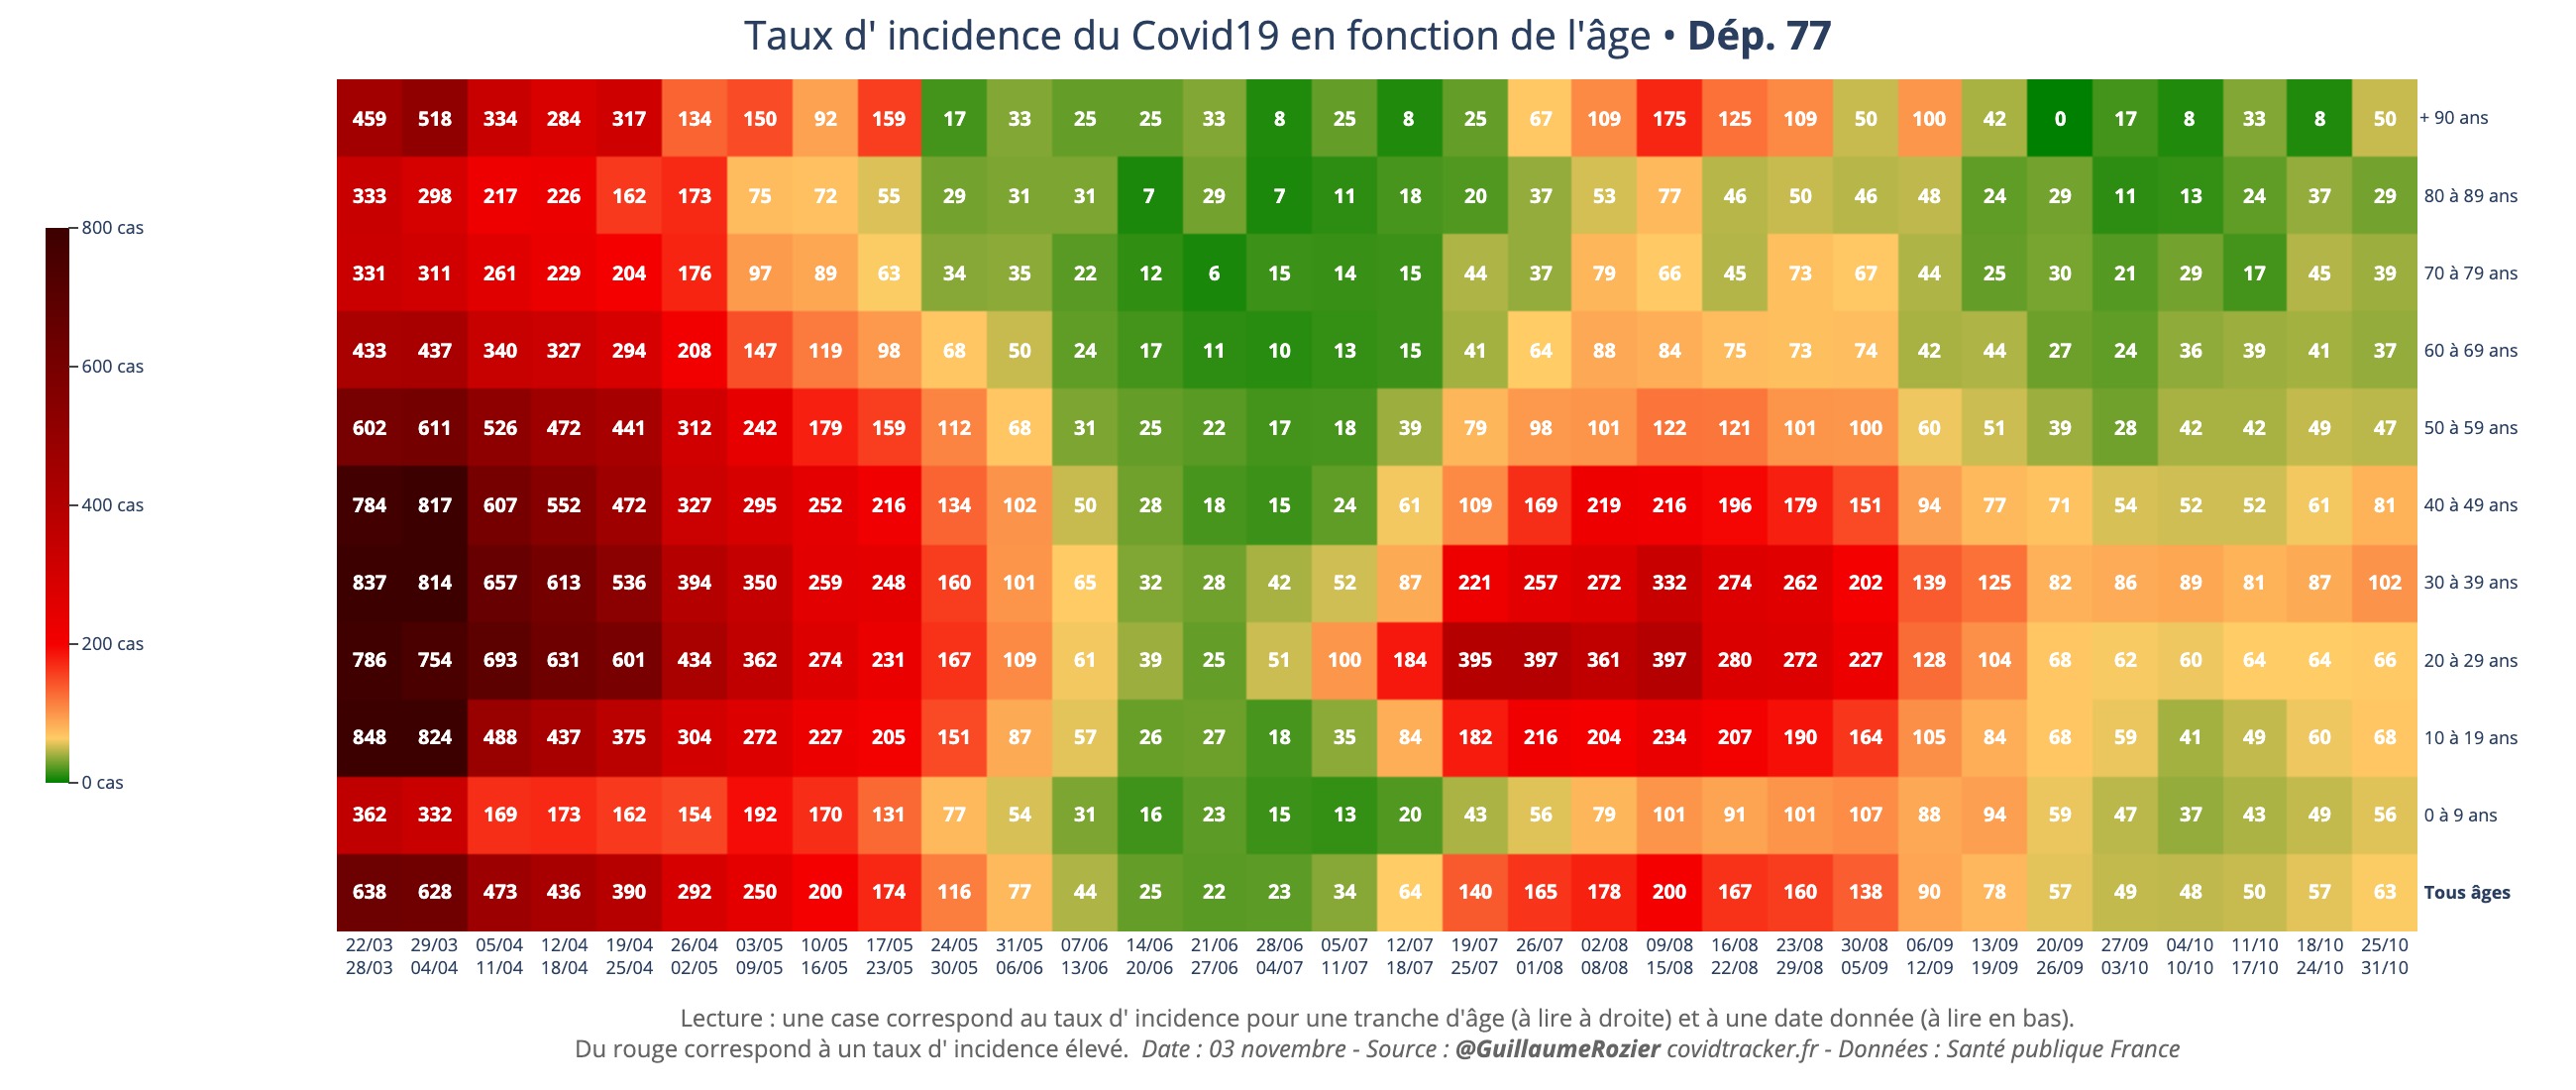 Taux d' incidence du Covid19 en fonction de l'âge • Dép. 77
800 cas
600 cas
400 cas
200 cas
0 cas
459 518 334 284 317 134 150 92 159 17 33 25 25 33 8 25 8 25 67 109 175 125 109 50 100 42 0 17 8 33 8 50 + 90 ans
333 298 217 226 162 173 75 72 55 29 31 31 7 29 7 11 18 20 37 53 77 46 50 46 48 24 29 11 13 24 37 29 80 à 89 ans
331 311 261 229 204 176 97 89 63 34 35 22 12 6 15 14 15 44 37 79 66 45 73 67 44 25 30 21 29 17 45 39 70 à 79 ans
433 437 340 327 294 208 147 119 98 68 50 24 17 11 10 13 15 41 64 88 84 75 73 74 42 44 27 24 36 39 41 37 60 à 69 ans
602 611 526 472 441 312 242 179 159 112 68 31 25 22 17 18 39 79 98 101 122 121 101 100 60 51 39 28 42 42 49 47 50 à 59 ans
784 817 607 552 472 327 295 252 216 134 102 50 28 18 15 24 61 109 169 219 216 196 179 151 94 77 71 54 52 52 61 81 40 à 49 ans
837 814 657 613 536 394 350 259 248 160 101 65 32 28 42 52 87 221 257 272 332 274 262 202 139 125 82 86 89 81 87 102 30 à 39 ans
786 754 693 631 601 434 362 274 231 167 109 61 39 25 51 100 184 395 397 361 397 280 272 227 128 104 68 62 60 64 64 66 20 à 29 ans
848 824 488 437 375 304 272 227 205 151 87 57 26 27 18 35 84 182 216 204 234 207 190 164 105 84 68 59 41 49 60 68 10 à 19 ans
362 332 169 173 162 154 192 170 131 77 54 31 16 23 15 13 20 43 56 79 101 91 101 107 88 94 59 47 37 43 49 56 0 à 9 ans
638 628 473 436 390 292 250 200 174 116 77 44 25 22 23 34 64 140 165 178 200 167 160 138 90 78 57 49 48 50 57 63 Tous âges
22/03 29/03 05/04 12/04 19/04 26/04 03/05 10/05 17/05 24/05 31/05 07/06 14/06 21/06 28/06 05/07 12/07 19/07 26/07 02/08 09/08 16/08 23/08 30/08 06/09 13/09 20/09 27/09 04/10 11/10 18/10 25/10
28/03 04/04 11/04 18/04 25/04 02/05 09/05 16/05 23/05 30/05 06/06 13/06 20/06 27/06 04/07 11/07 18/07 25/07 01/08 08/08 15/08 22/08 29/08 05/09 12/09 19/09 26/09 03/10 10/10 17/10 24/10 31/10
Lecture : une case correspond au taux d' incidence pour une tranche d'âge (à lire à droite) et à une date donnée (à lire en bas).
Du rouge correspond à un taux d' incidence élevé. Date : 03 novembre - Source : @GuillaumeRozier covidtracker.fr - Données : Santé publique France